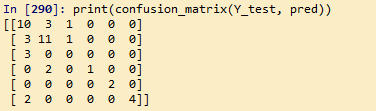 In [290]: print(confusion_matrix(Y_test, pred))
[[10  3  1  0  0  0]
 [ 3 11  1  0  0  0]
 [ 3  0  0  0  0  0]
 [ 0  2  0  1  0  0]
 [ 0  0  0  0  2  0]
 [ 2  0  0  0  0  4]]